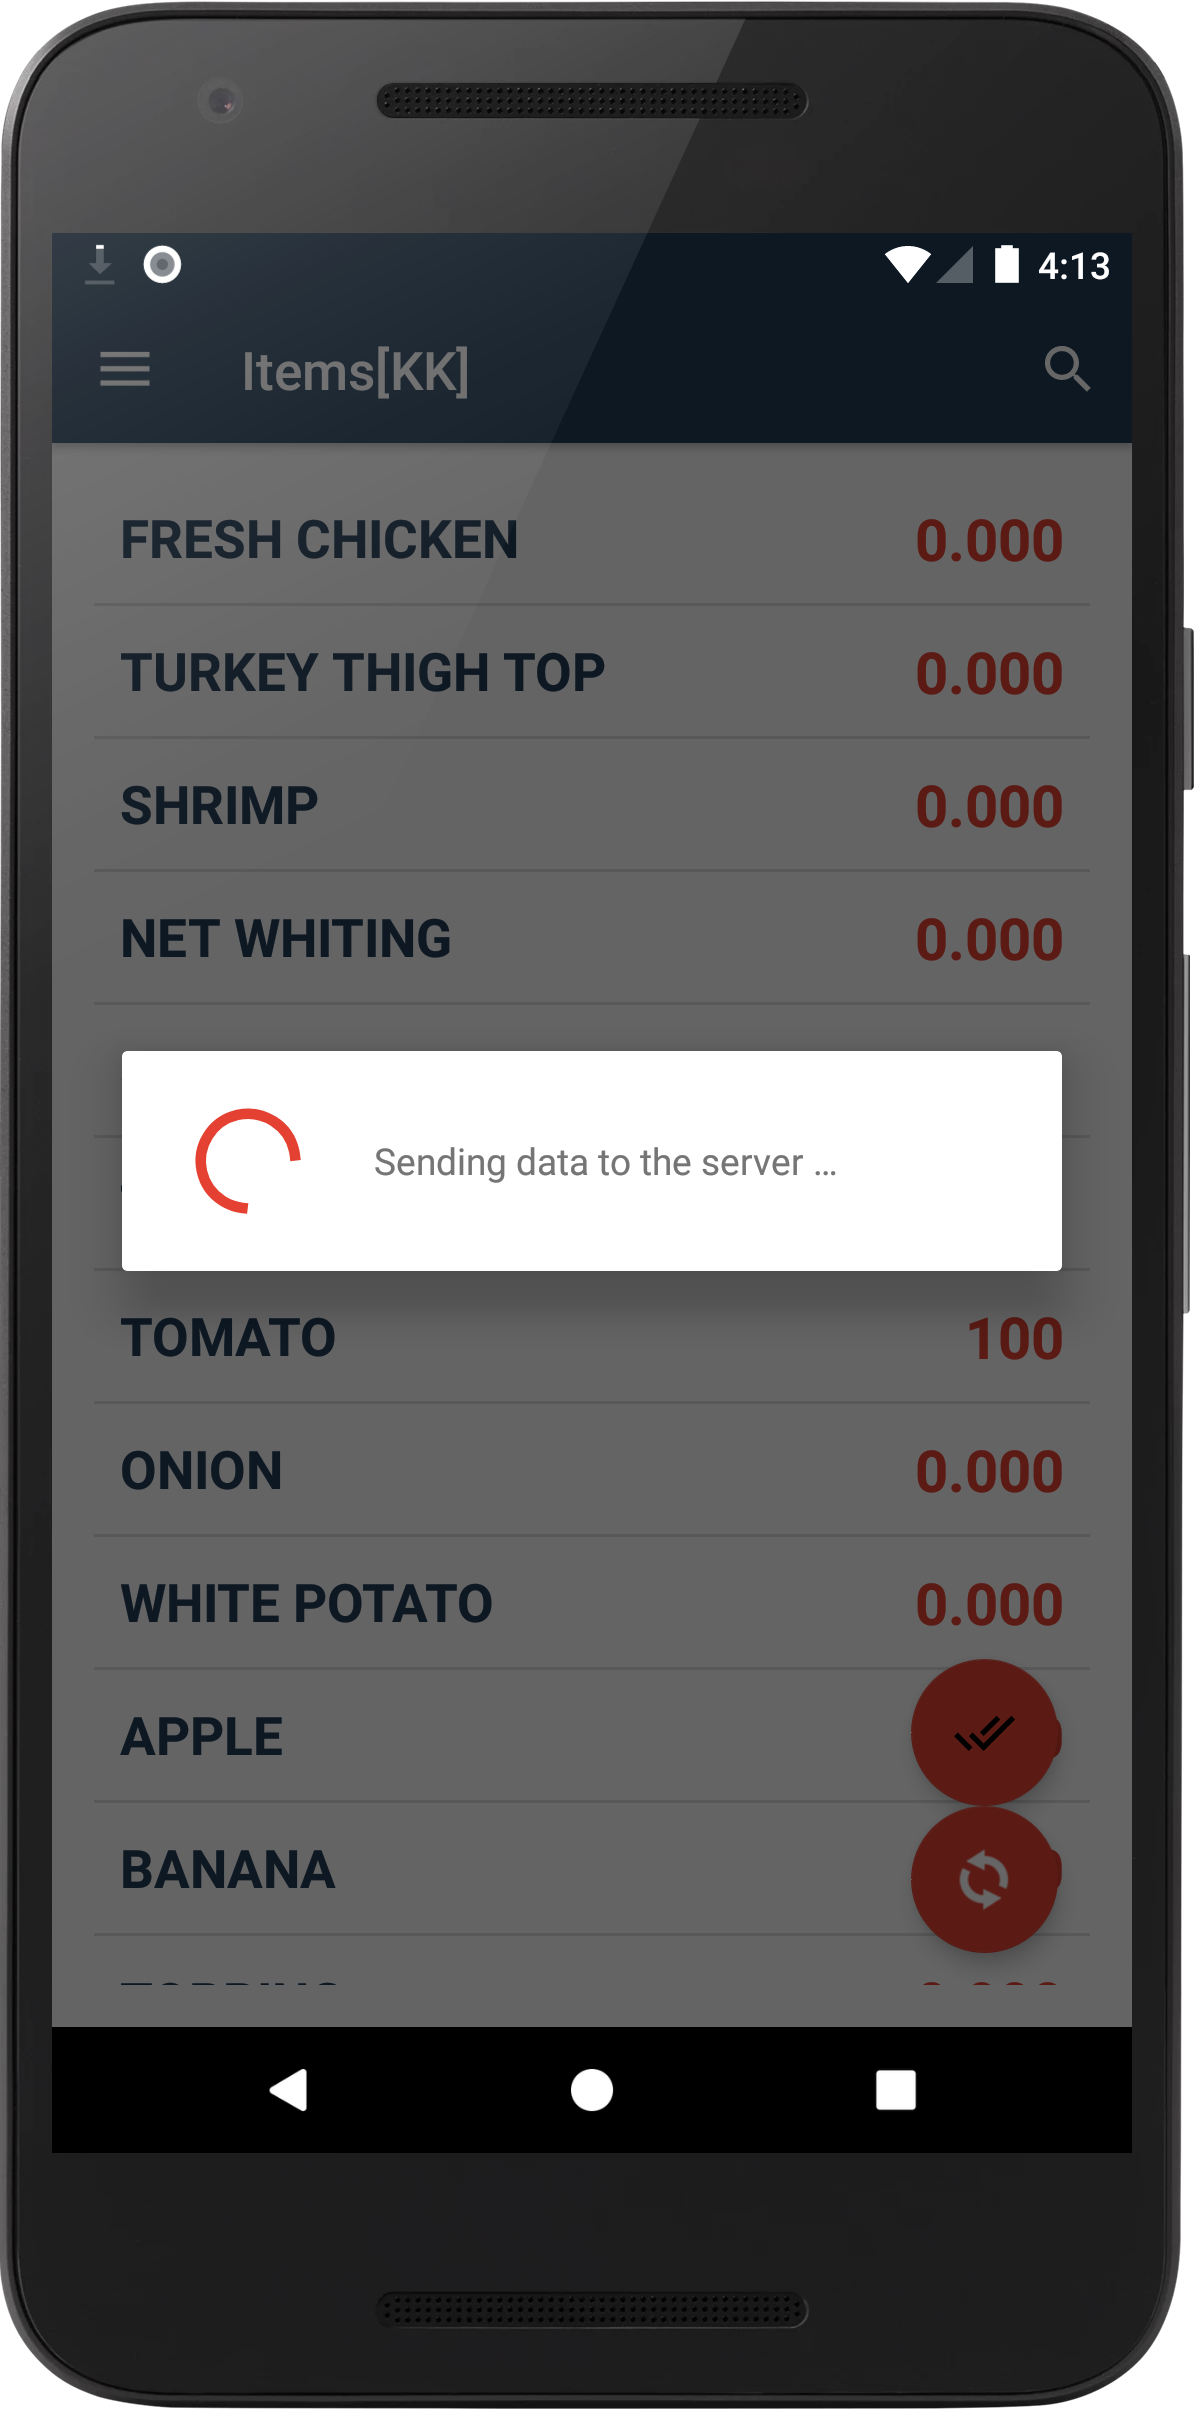 4:13
Items[KK]
FRESH CHICKEN 0.000
TURKEY THIGH TOP 0.000
SHRIMP 0.000
NET WHITING 0.000
Sending data to the server ...
TOMATO 100
ONION 0.000
WHITE POTATO 0.000
APPLE
BANANA